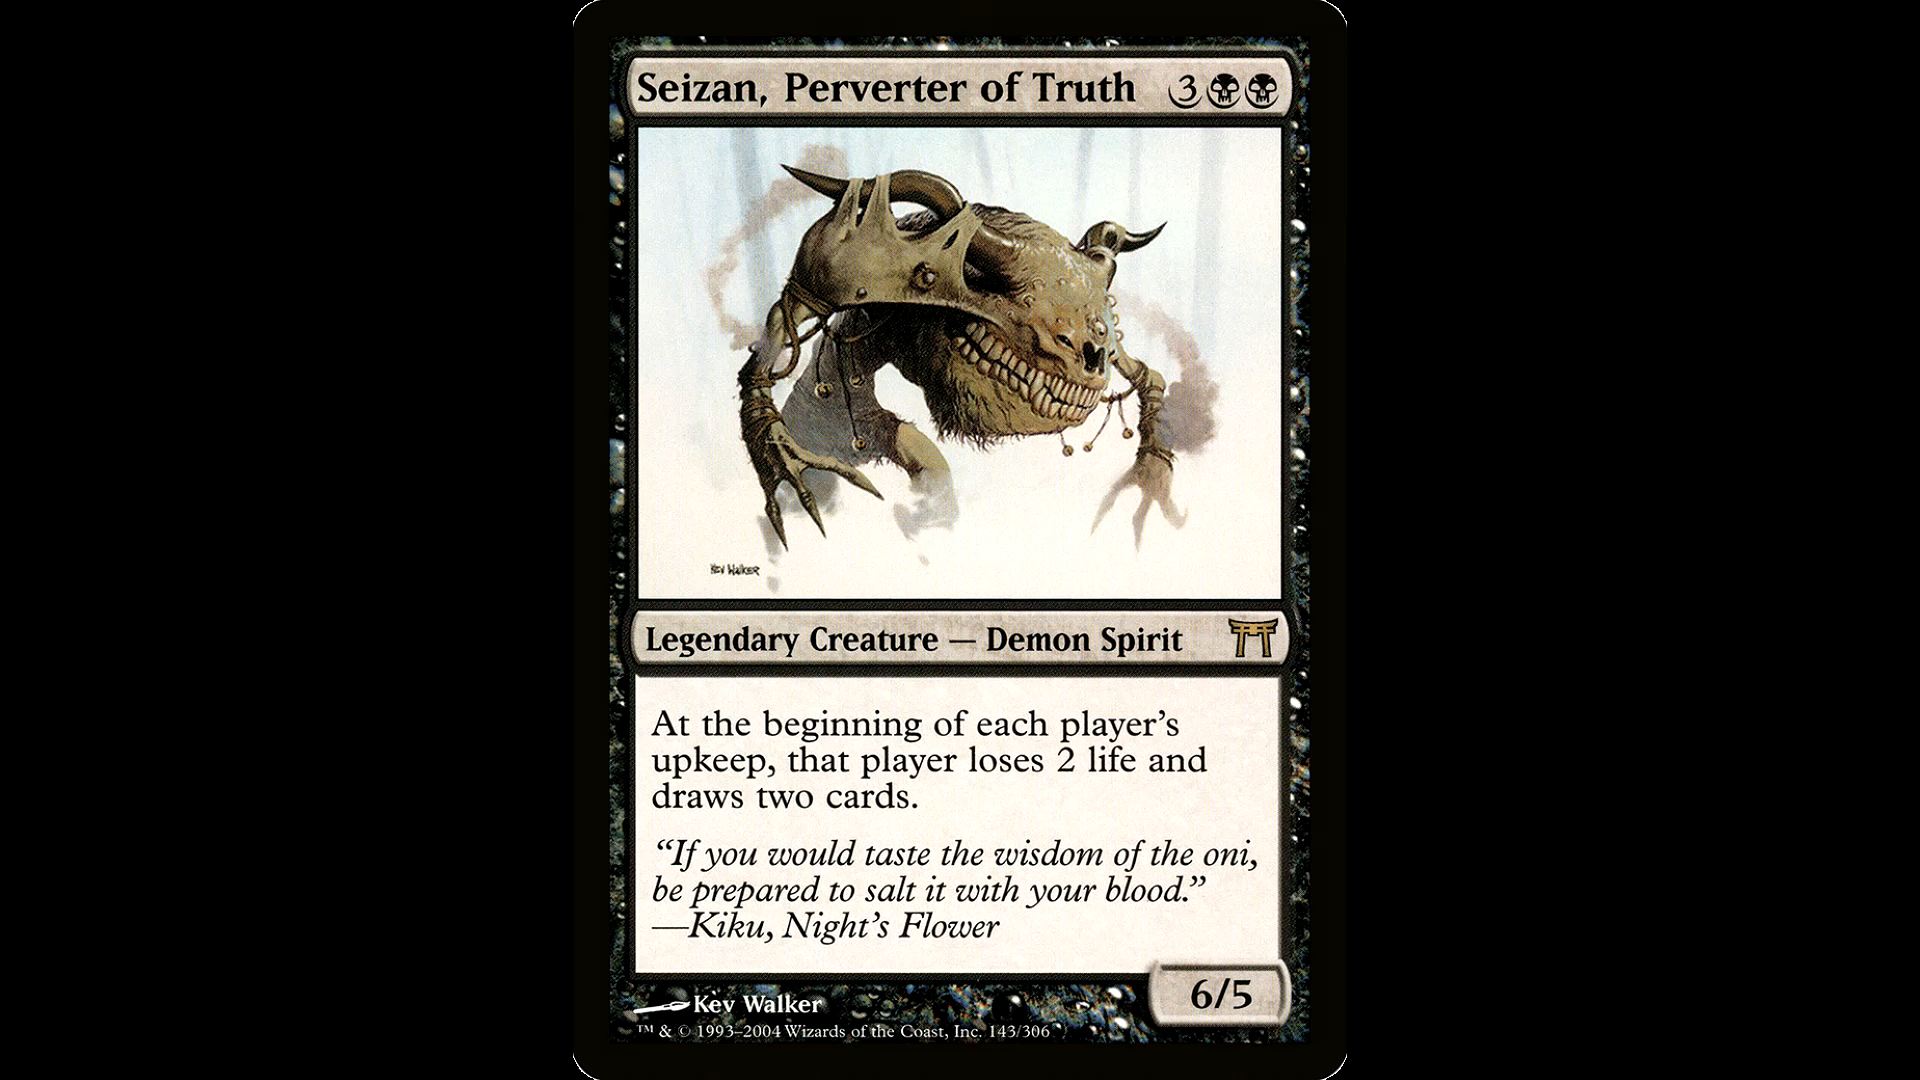 Seizan, Perverter of Truth 3
Kev Walker
Legendary Creature — Demon Spirit
At the beginning of each player’s
upkeep, that player loses 2 life and
draws two cards.
“If you would taste the wisdom of the oni,
be prepared to salt it with your blood.”
—Kiku, Night’s Flower
6/5
Kev Walker
™ & © 1993–2004 Wizards of the Coast, Inc. 143/306